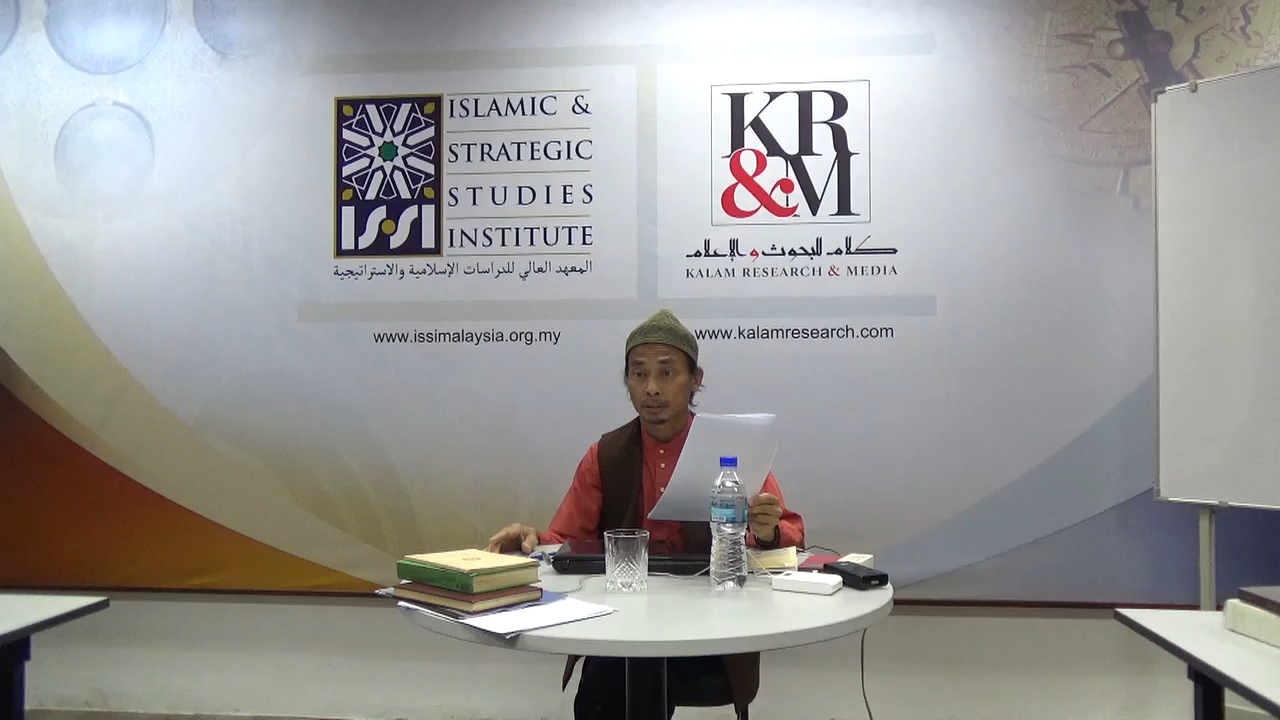 ISLAMIC &
STRATEGIC
STUDIES
INSTITUTE
ISSI
المعهد العالي للدراسات الإسلامية والاستراتيجية
www.issimalaysia.org.my
KR
&M
كلام للبحوث والإعلام
KALAM RESEARCH & MEDIA
www.kalamresearch.com